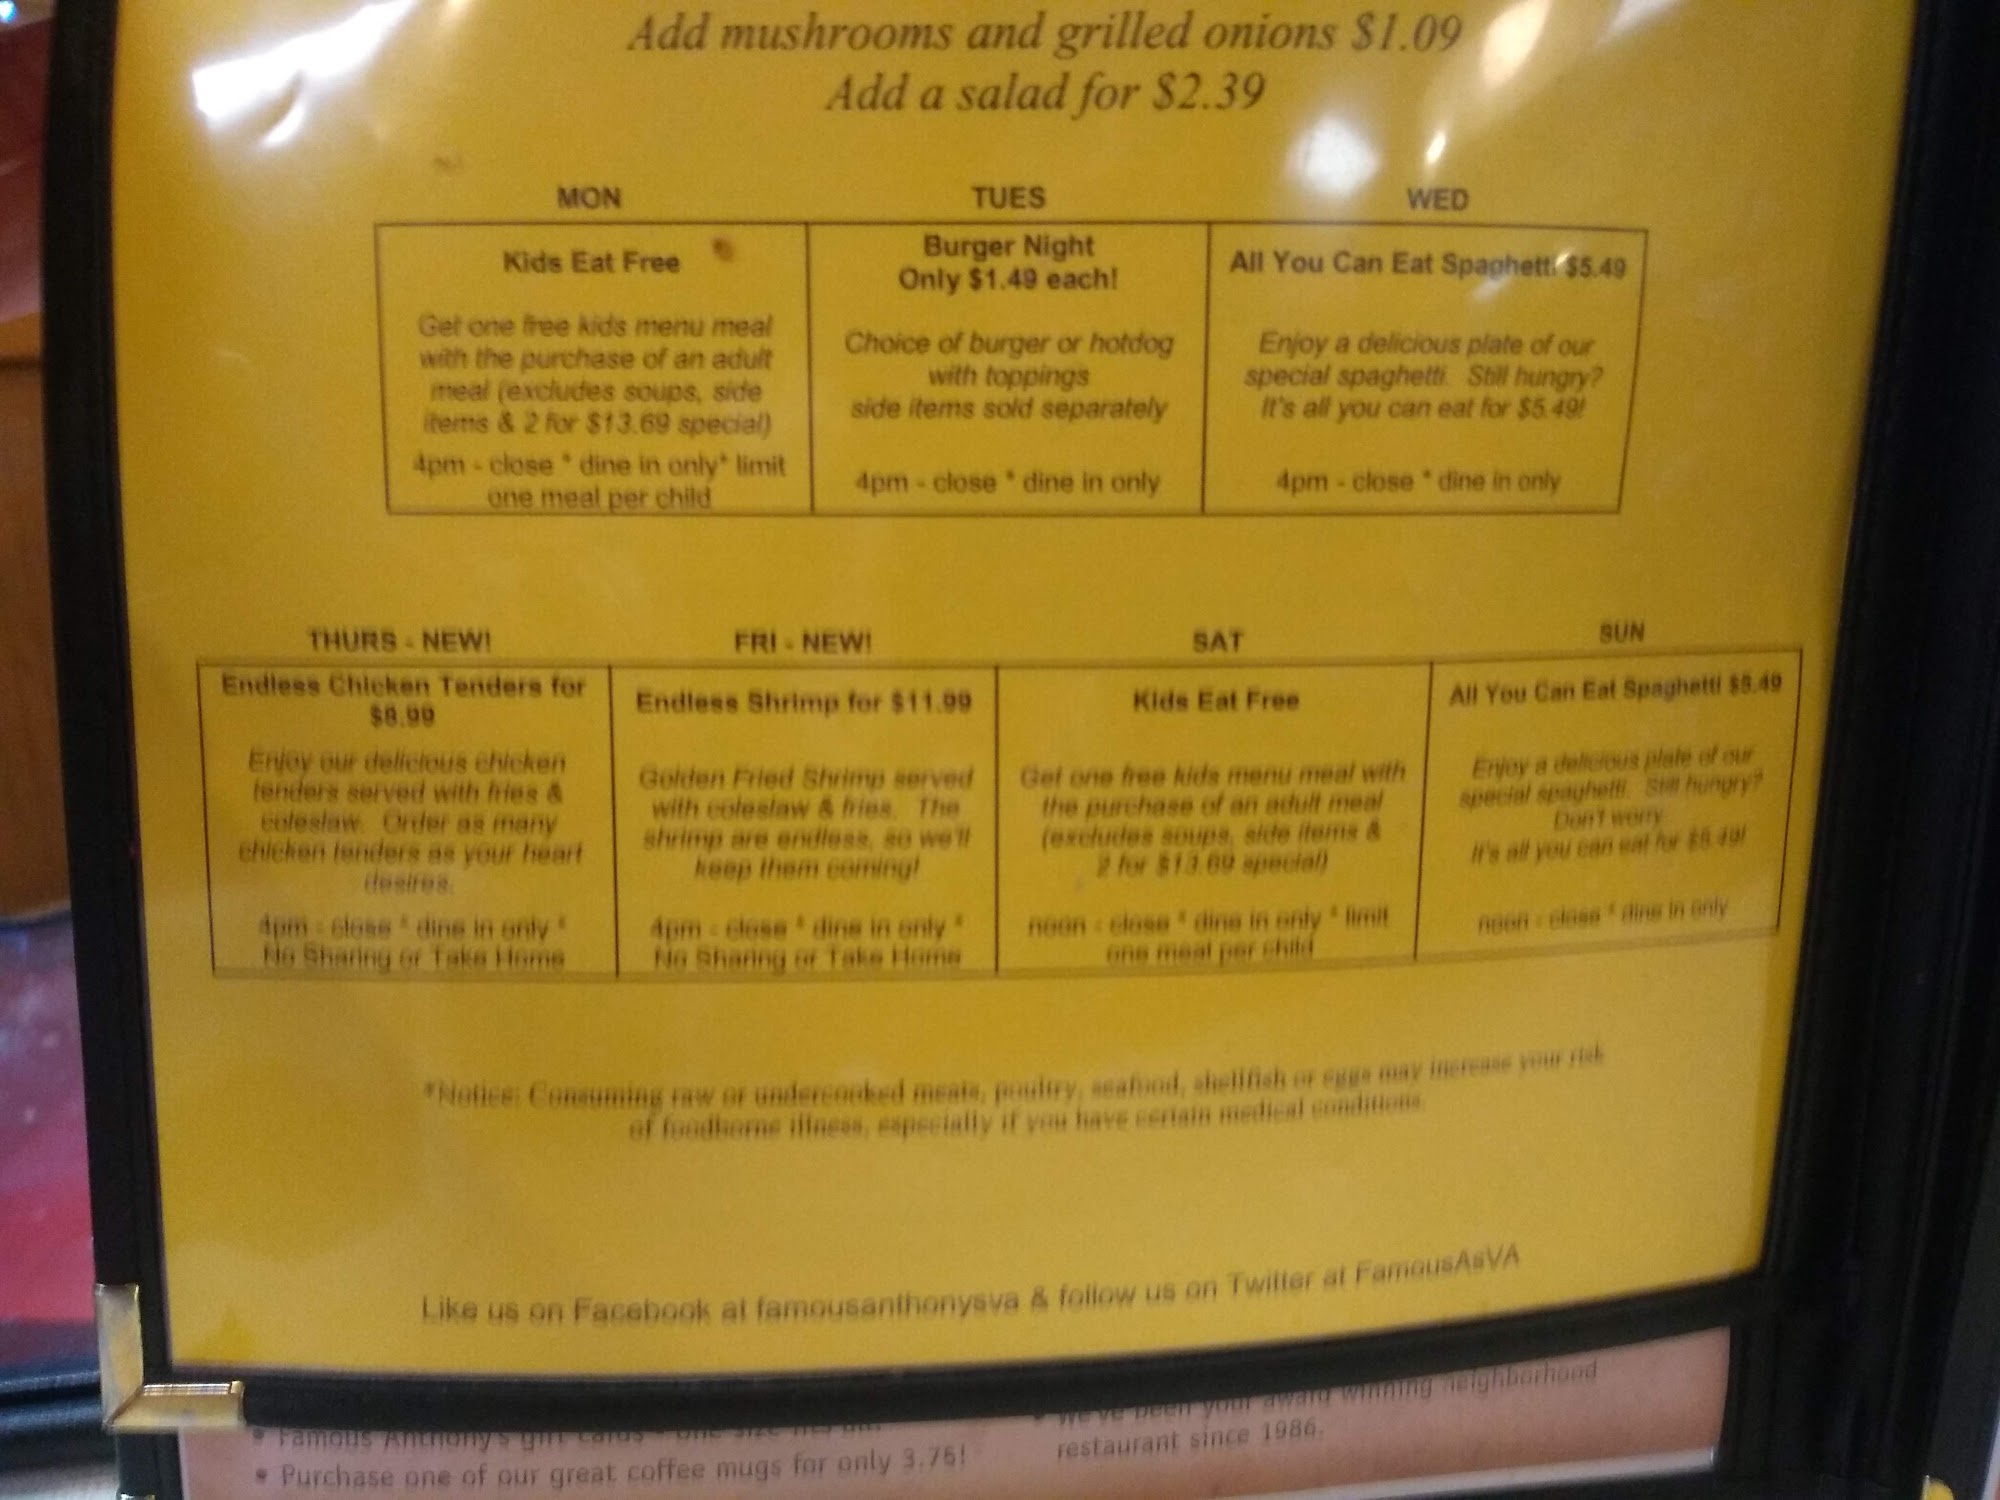 Add mushrooms and grilled onions $1.09
Add a salad for $2.39
MON
TUES
WED
Kids Eat Free
Get one free kids menu meal
with the purchase of an adult
meal (excludes soups, side
items & 2 for $13.69 special)
4pm - close * dine in only* limit
one meal per child
Burger Night
Only $1.49 each!
Choice of burger or hotdog
with toppings
side items sold separately
4pm - close * dine in only
All You Can Eat Spaghetti $5.49
Enjoy a delicious plate of our
special spaghetti. Still hungry?
It's all you can eat for $5.49!
4pm - close * dine in only
THURS - NEW!
FRI - NEW!
SAT
SUN
Endless Chicken Tenders for
$8.99
Enjoy our delicious chicken
tenders served with fries &
coleslaw. Order as many
chicken tenders as your heart
desires.
4pm - close * dine in only *
No Sharing or Take Home
Endless Shrimp for $11.99
Golden Fried Shrimp served
with coleslaw & fries. The
shrimp are endless, so we'll
keep them coming!
4pm - close * dine in only *
No Sharing or Take Home
Kids Eat Free
Get one free kids menu meal with
the purchase of an adult meal
(excludes soups, side items &
2 for $13.69 special)
noon - close * dine in only * limit
one meal per child
All You Can Eat Spaghetti $5.49
Enjoy a delicious plate of our
special spaghetti. Still hungry?
Don't worry.
It's all you can eat for $5.49!
noon - close * dine in only
*Notice: Consuming raw or undercooked meats, poultry, seafood, shellfish or eggs may increase your risk
of foodborne illness, especially if you have certain medical conditions.
Like us on Facebook at famousanthonysva & follow us on Twitter at FamousAsVA
• Famous Anthony's gift cards - one size fits all!
• Purchase one of our great coffee mugs for only 3.75!
• We've been your award winning neighborhood
restaurant since 1986.